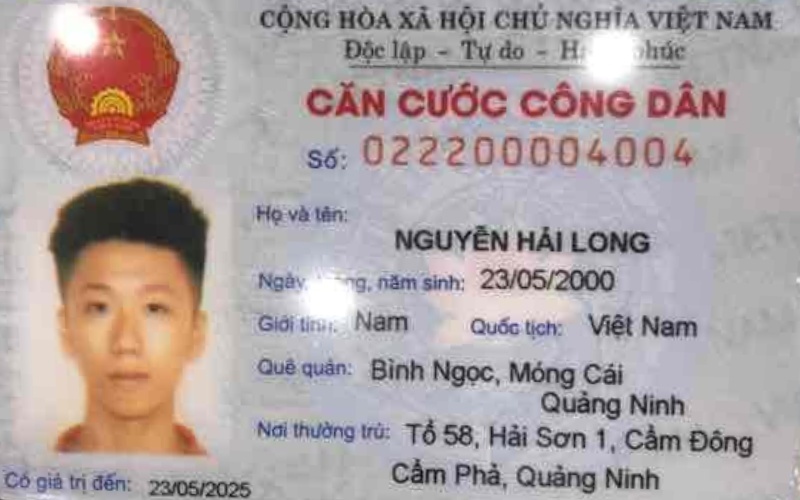 CỘNG HÒA XÃ HỘI CHỦ NGHĨA VIỆT NAM
Độc lập - Tự do - phúc
CĂN CƯỚC CÔNG DÂN
Số: 022200004004
Họ và tên:
NGUYỄN HẢI LONG
Ngày, năm sinh: 23/05/2000
Giới tính: Nam Quốc tịch: Việt Nam
Quê quán: Bình Ngọc, Móng Cái
Quảng Ninh
Nơi thường trú: Tổ 58, Hải Sơn 1, Cẩm Đông
Cẩm Phả, Quảng Ninh
Có giá trị đến: 23/05/2025